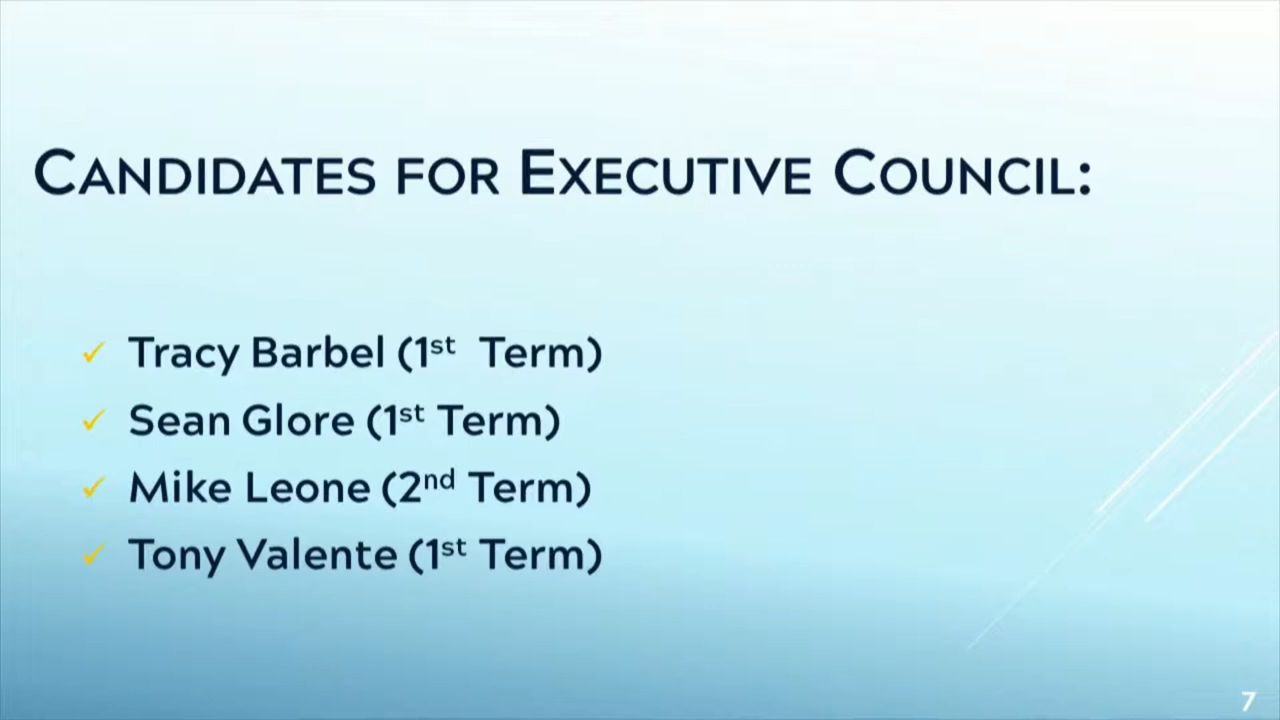 CANDIDATES FOR EXECUTIVE COUNCIL:
✓ Tracy Barbel (1st Term)
✓ Sean Glore (1st Term)
✓ Mike Leone (2nd Term)
✓ Tony Valente (1st Term)
7